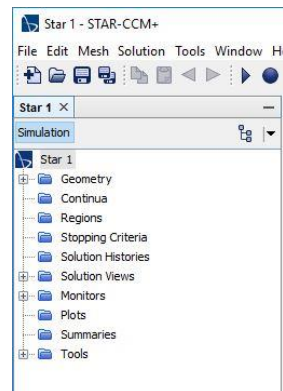 Star 1 - STAR-CCM+
File Edit Mesh Solution Tools Window
Star 1
Simulation
Star 1
Geometry
Continua
Regions
Stopping Criteria
Solution Histories
Solution Views
Monitors
Plots
Summaries
Tools